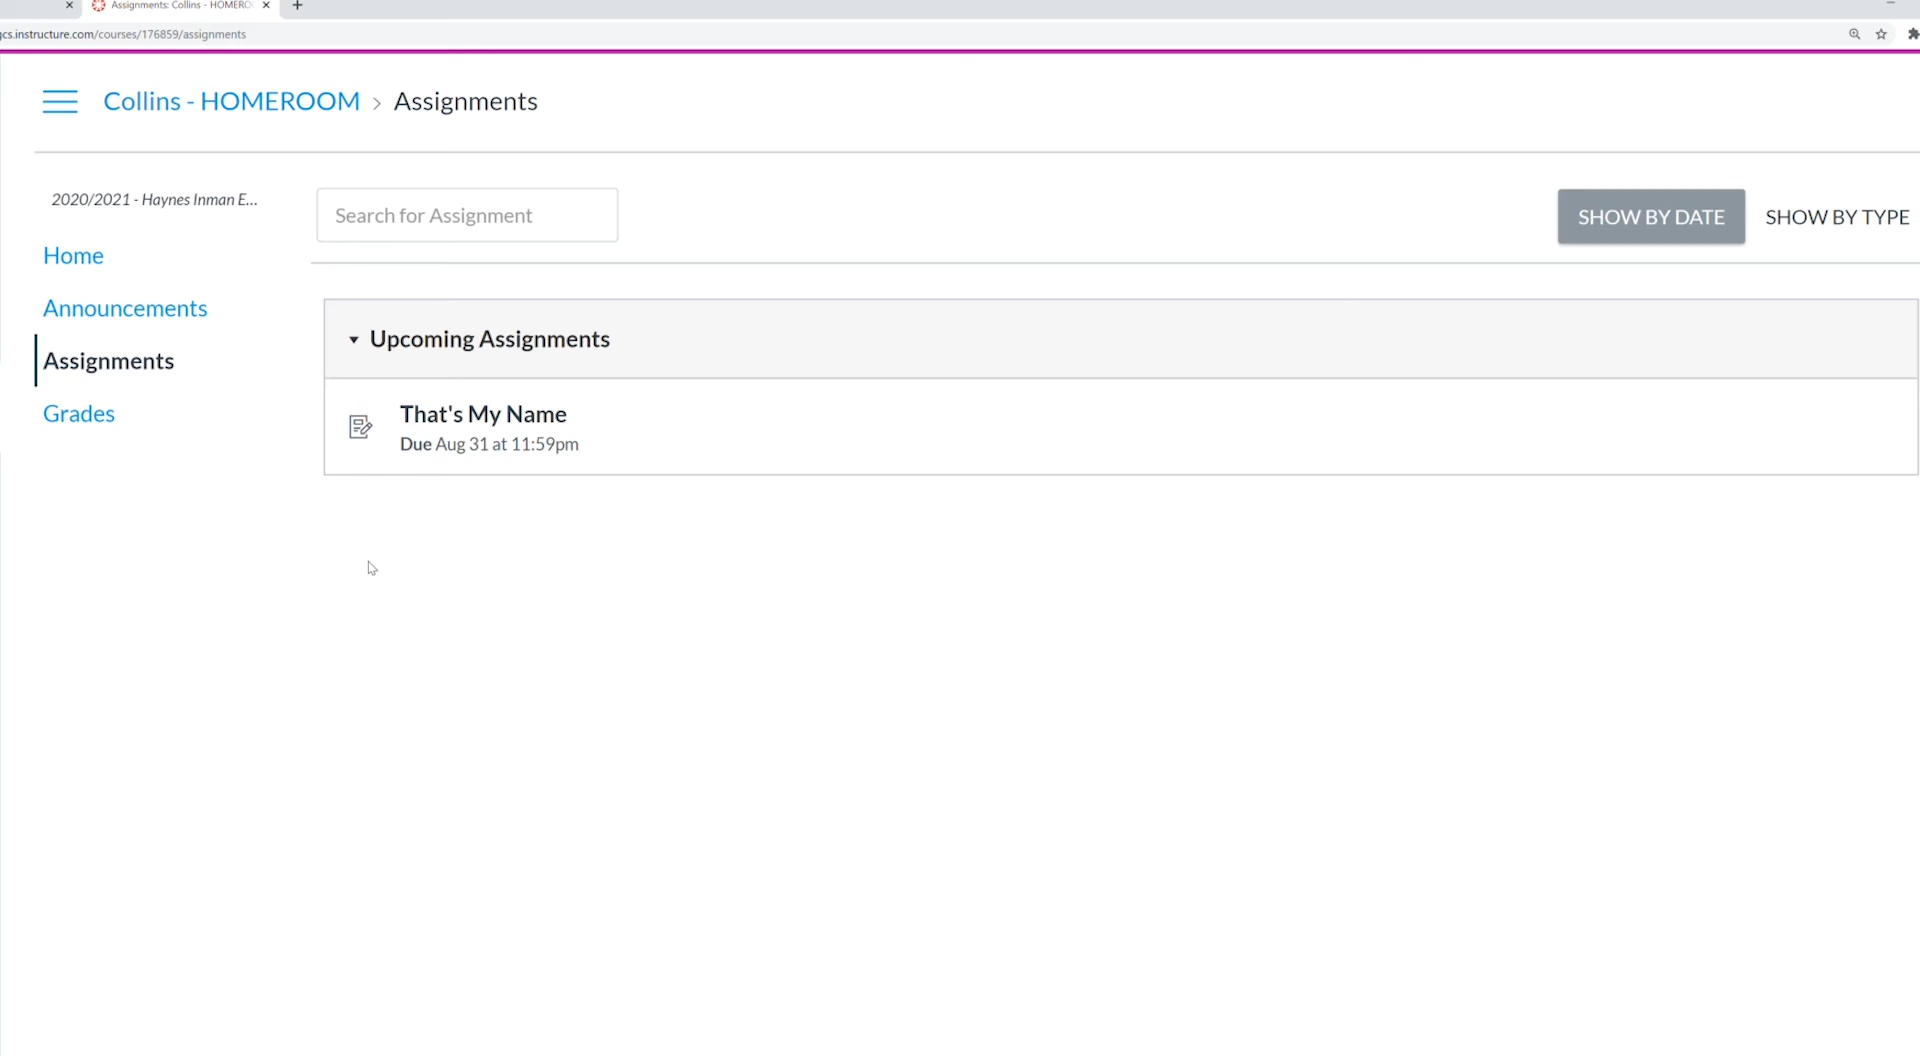 Assignments: Collins - HOMERO
cs.instructure.com/courses/176859/assignments
Collins - HOMEROOM > Assignments
2020/2021 - Haynes Inman E...
Search for Assignment
SHOW BY DATE
SHOW BY TYPE
Home
Announcements
Assignments
Grades
Upcoming Assignments
That's My Name
Due Aug 31 at 11:59pm